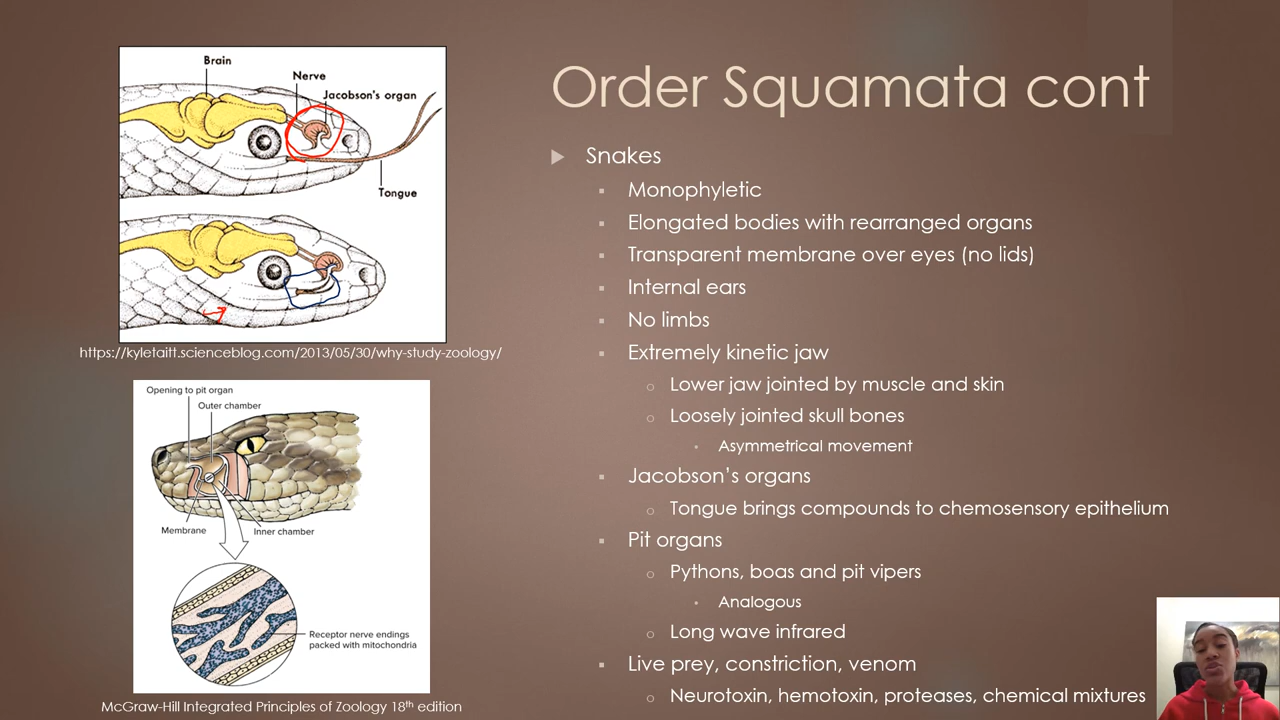 Brain
Nerve
Jacobson's organ
Tongue
https://kyletaitt.scienceblog.com/2013/05/30/why-study-zoology/
Opening to pit organ
Outer chamber
Membrane
Inner chamber
Receptor nerve endings
packed with mitochondria
McGraw-Hill Integrated Principles of Zoology 18th edition
Order Squamata cont
Snakes
Monophyletic
Elongated bodies with rearranged organs
Transparent membrane over eyes (no lids)
Internal ears
No limbs
Extremely kinetic jaw
Lower jaw jointed by muscle and skin
Loosely jointed skull bones
Asymmetrical movement
Jacobson's organs
Tongue brings compounds to chemosensory epithelium
Pit organs
Pythons, boas and pit vipers
Analogous
Long wave infrared
Live prey, constriction, venom
Neurotoxin, hemotoxin, proteases, chemical mixtures